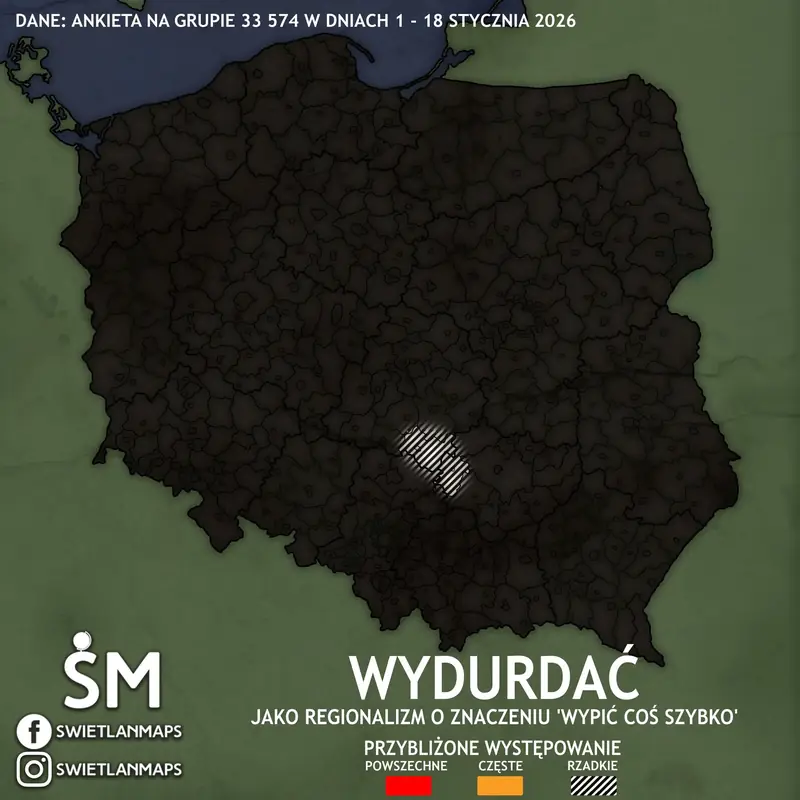 DANE: ANKIETA NA GRUPIE 33 574 W DNIACH 1 - 18 STYCZNIA 2026
ŚM
SWIETLANMAPS
SWIETLANMAPS
WYDURDAĆ
JAKO REGIONALIZM O ZNACZENIU 'WYPIĆ COŚ SZYBKO'
PRZYBLIŻONE WYSTĘPOWANIE
POWSZECHNE CZĘSTE RZADKIE